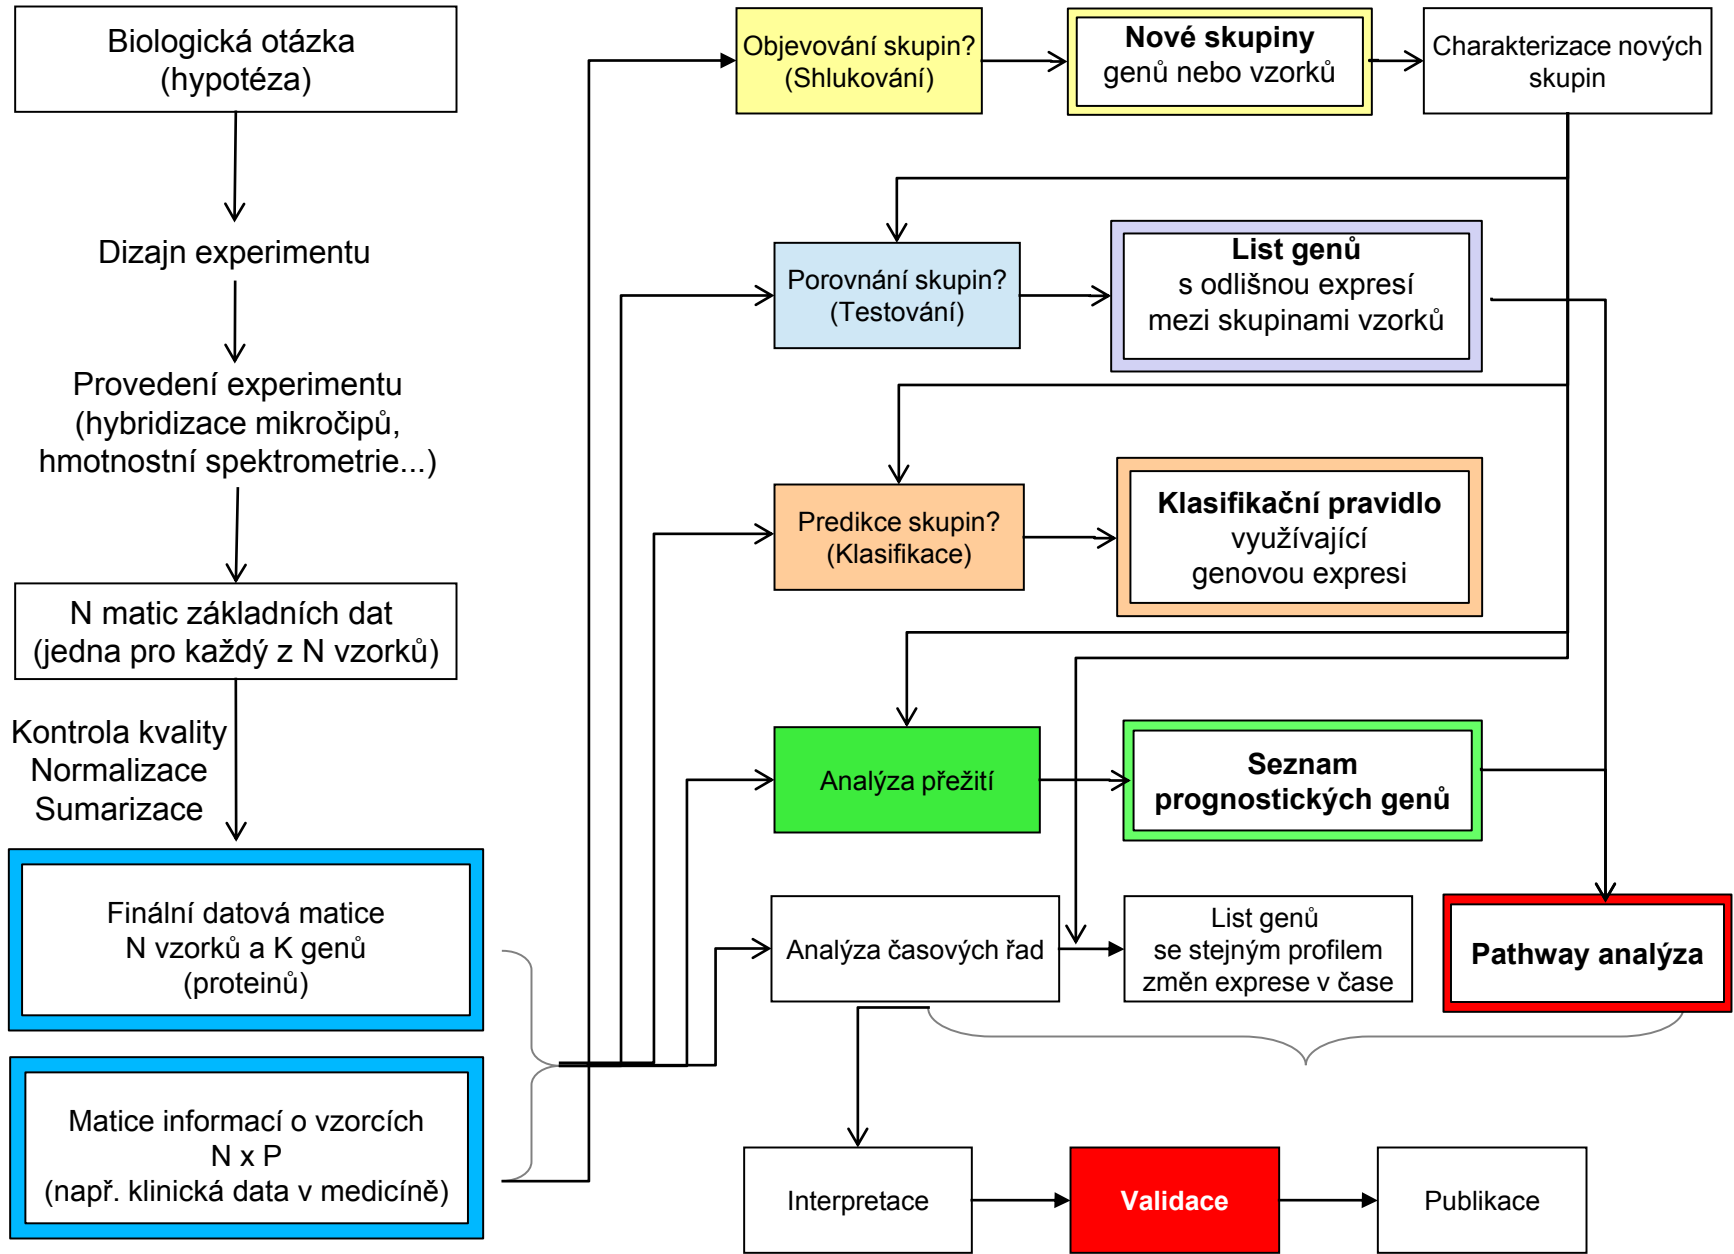 Biologická otázka
(hypotéza)
Dizajn experimentu
Provedení experimentu
(hybridizace mikročipů,
hmotnostní spektrometrie...)
N matic základních dat
(jedna pro každý z N vzorků)
Kontrola kvality
Normalizace
Sumarizace
Finální datová matice
N vzorků a K genů
(proteinů)
Matice informací o vzorcích
N x P
(např. klinická data v medicíně)
Objevování skupin?
(Shlukování)
Nové skupiny
genů nebo vzorků
Charakterizace nových
skupin
Porovnání skupin?
(Testování)
List genů
s odlišnou expresí
mezi skupinami vzorků
Predikce skupin?
(Klasifikace)
Klasifikační pravidlo
využívající
genovou expresi
Analýza přežití
Seznam
prognostických genů
Analýza časových řad
List genů
se stejným profilem
změn exprese v čase
Pathway analýza
Interpretace
Validace
Publikace